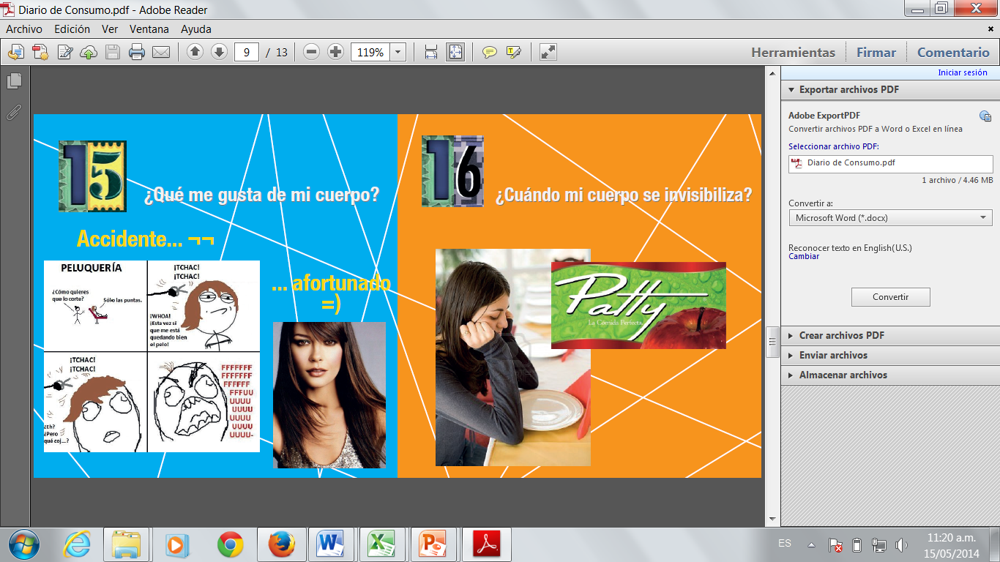 Diario de Consumo.pdf - Adobe Reader
Archivo Edición Ver Ventana Ayuda
9 / 13 119% Herramientas Firmar Comentario
Iniciar sesión
Exportar archivos PDF
Adobe ExportPDF
Convertir archivos PDF a Word o Excel en línea
Seleccionar archivo PDF:
Diario de Consumo.pdf
1 archivo / 4.46 MB
Convertir a:
Microsoft Word (*.docx)
Reconocer texto en English(U.S.)
Cambiar
Convertir
Crear archivos PDF
Enviar archivos
Almacenar archivos
15
¿Qué me gusta de mi cuerpo?
Accidente... ¬¬
PELUQUERÍA
¿Cómo quieres
que lo corte?
Sólo las puntas.
¡TCHAC!
¡TCHAC!
¡WHOA!
¡Esta vez si
que me está
quedando bien
el pelo!
¡TCHAC!
¡TCHAC!
¿Eh?
¿Pero
qué coj...?
FFFFFFF
FFFFFFF
FFFFFF
FFFUU
UUUU
UUUU
UUUU
UUUU
UUUU-
... afortunado
=)
16
¿Cuándo mi cuerpo se invisibiliza?
Patty
La Comida Perfecta
ES
11:20 a.m.
15/05/2014